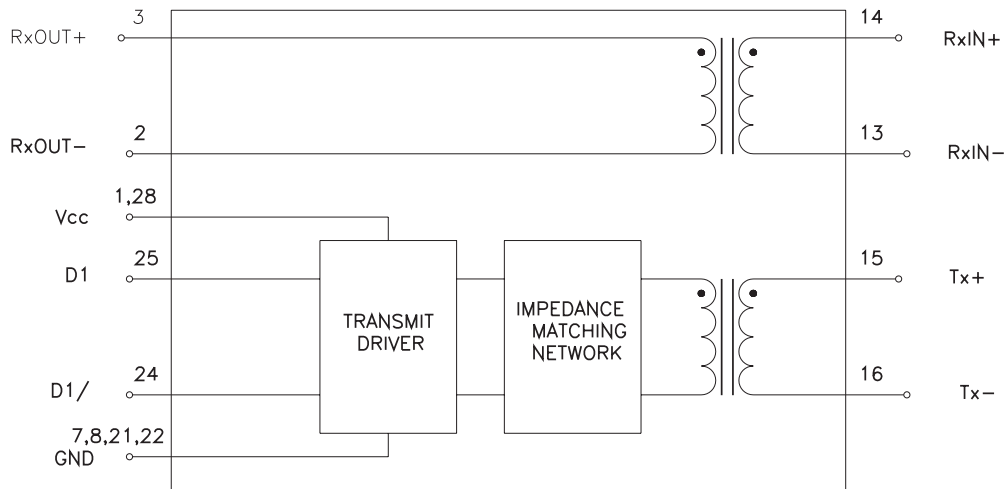 3
14
RxOUT+
RxIN+
2
13
RxOUT−
RxIN−
1,28
Vcc
25
15
D1
Tx+
TRANSMIT
DRIVER
IMPEDANCE
MATCHING
NETWORK
24
16
D1/
Tx−
7,8,21,22
GND